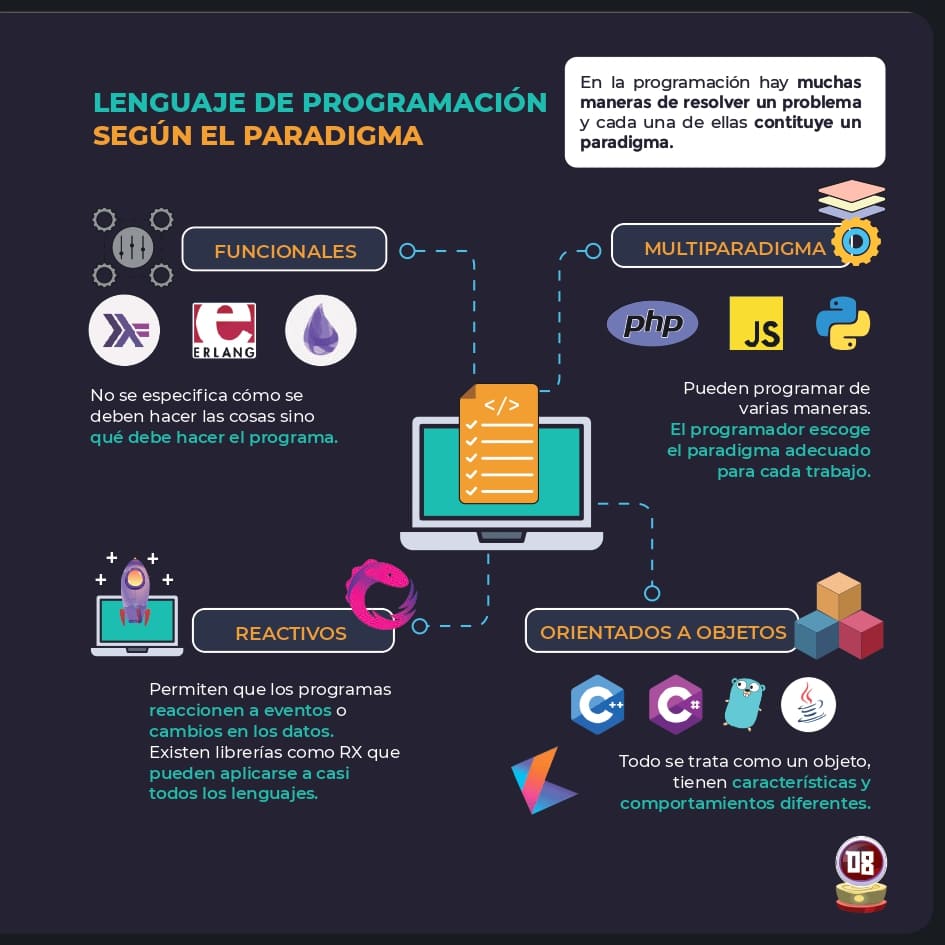 LENGUAJE DE PROGRAMACIÓN
SEGÚN EL PARADIGMA
En la programación hay muchas
maneras de resolver un problema
y cada una de ellas contituye un
paradigma.
FUNCIONALES
ERLANG
No se especifica cómo se
deben hacer las cosas sino
qué debe hacer el programa.
MULTIPARADIGMA
php
JS
Pueden programar de
varias maneras.
El programador escoge
el paradigma adecuado
para cada trabajo.
</>
REACTIVOS
Permiten que los programas
reaccionen a eventos o
cambios en los datos.
Existen librerías como RX que
pueden aplicarse a casi
todos los lenguajes.
ORIENTADOS A OBJETOS
C++
C#
Todo se trata como un objeto,
tienen características y
comportamientos diferentes.